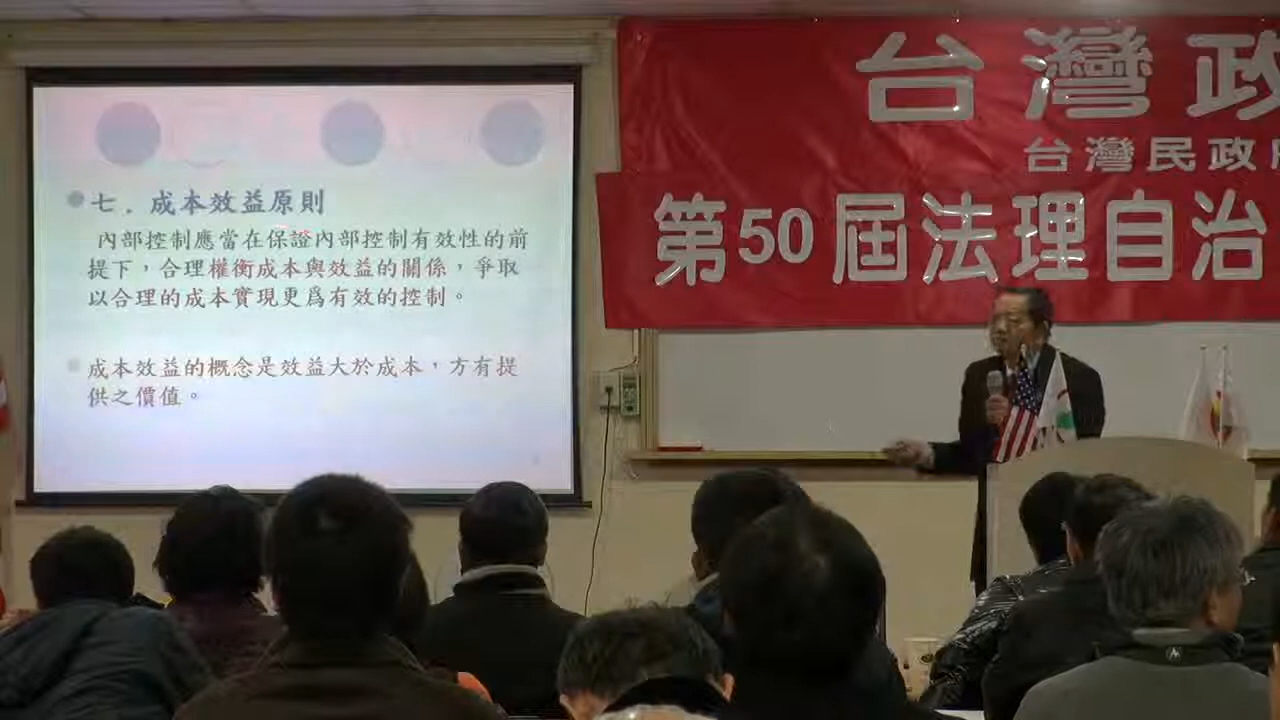 七．成本效益原則
內部控制應當在保證內部控制有效性的前
提下，合理權衡成本與效益的關係，爭取
以合理的成本實現更爲有效的控制。
成本效益的概念是效益大於成本，方有提
供之價值。
台灣政
台灣民政府
第50屆法理自治